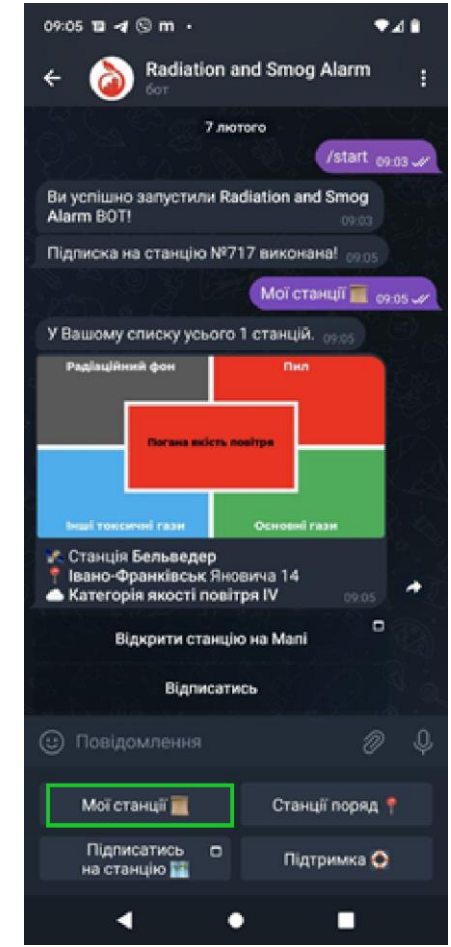 09:05
Radiation and Smog Alarm
бот
7 лютого
/start 09:03
Ви успішно запустили Radiation and Smog
Alarm BOT! 09:03
Підписка на станцію №717 виконана! 09:05
Мої станції 09:05
У Вашому списку усього 1 станцій. 09:05
Радіаційний фон
Пил
Погана якість повітря
Інші токсичні гази
Основні гази
Станція Бельведер
Івано-Франківськ Яновича 14
Категорія якості повітря IV 09:05
Відкрити станцію на Мапі
Відписатись
Повідомлення
Мої станції
Станції поряд
Підписатись
на станцію
Підтримка